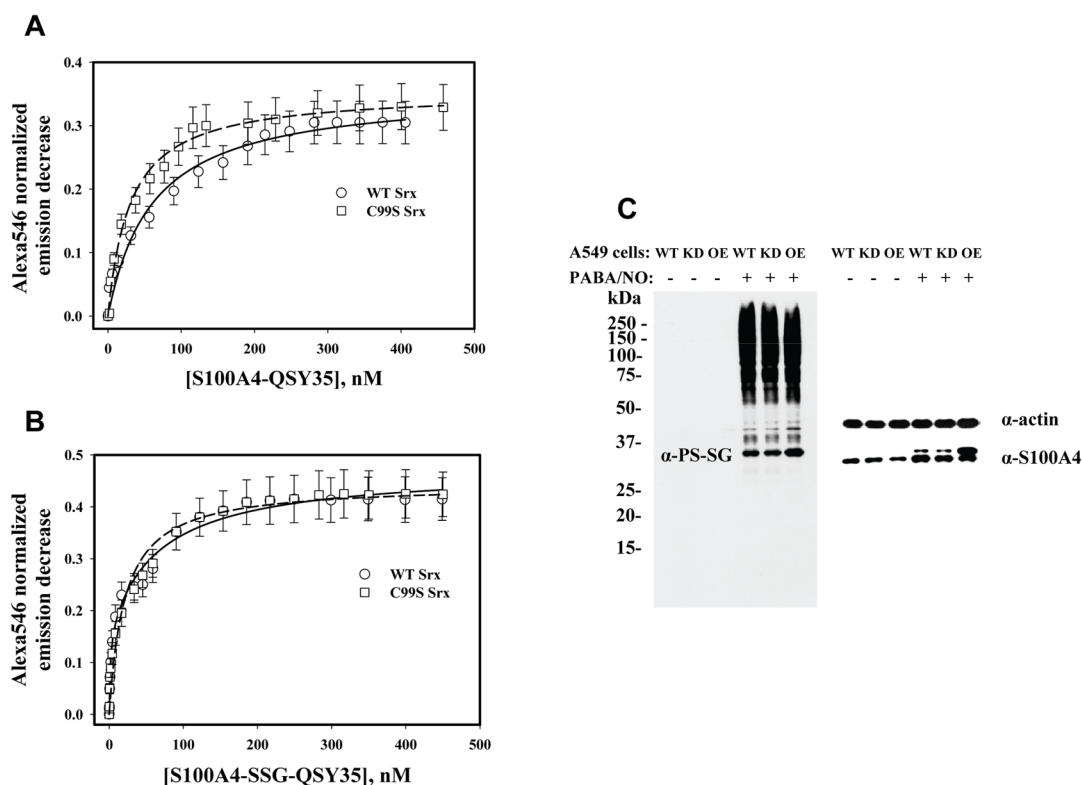 A
Alexa546 normalized
emission decrease
0.4
0.3
0.2
0.1
0.0
WT Srx
C99S Srx
0 100 200 300 400 500
[S100A4-QSY35], nM
B
Alexa546 normalized
emission decrease
0.5
0.4
0.3
0.2
0.1
0.0
WT Srx
C99S Srx
0 100 200 300 400 500
[S100A4-SSG-QSY35], nM
C
A549 cells: WT KD OE WT KD OE WT KD OE WT KD OE
PABA/NO: - - - + + + - - - + + +
kDa
250 -
150 -
100-
75-
50-
37-
25-
20-
15-
α-PS-SG
α-actin
α-S100A4